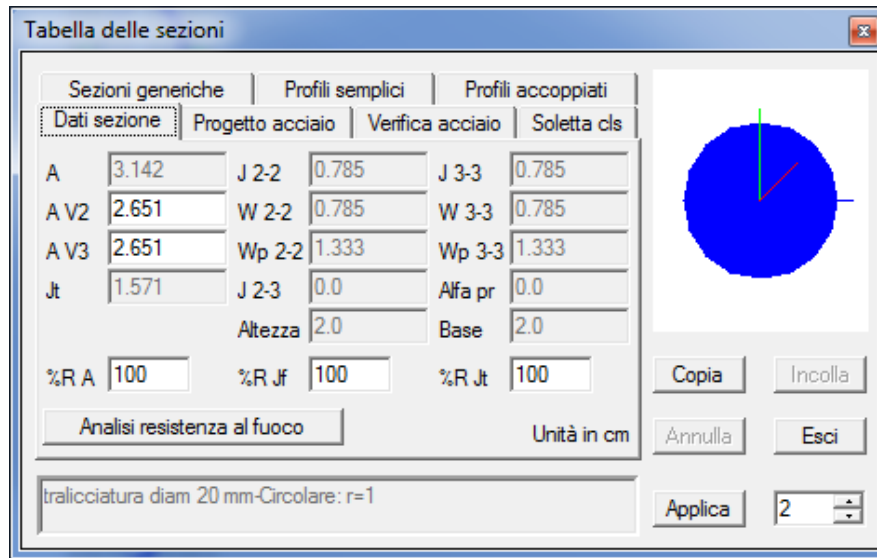 Tabella delle sezioni
Sezioni generiche Profili semplici Profili accoppiati
Dati sezione Progetto acciaio Verifica acciaio Soletta cls
A 3.142 J 2-2 0.785 J 3-3 0.785
A V2 2.651 W 2-2 0.785 W 3-3 0.785
A V3 2.651 Wp 2-2 1.333 Wp 3-3 1.333
Jt 1.571 J 2-3 0.0 Alfa pr 0.0
Altezza 2.0 Base 2.0
%R A 100 %R Jf 100 %R Jt 100
Copia Incolla
Analisi resistenza al fuoco Unità in cm
Annulla Esci
tralicciatura diam 20 mm-Circolare: r=1
Applica 2